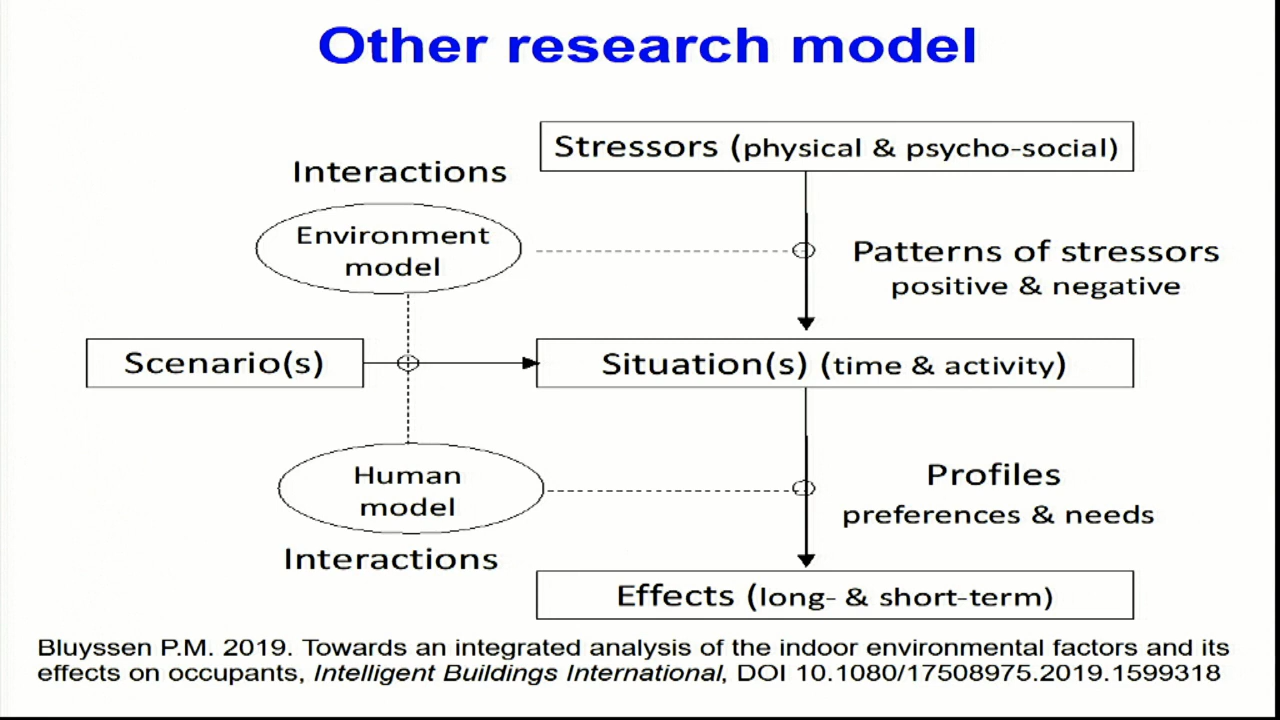 Other research model
Stressors (physical & psycho-social)
Interactions
Environment
model
Patterns of stressors
positive & negative
Scenario(s)
Situation(s) (time & activity)
Human
model
Profiles
preferences & needs
Interactions
Effects (long- & short-term)
Bluyssen P.M. 2019. Towards an integrated analysis of the indoor environmental factors and its
effects on occupants, Intelligent Buildings International, DOI 10.1080/17508975.2019.1599318